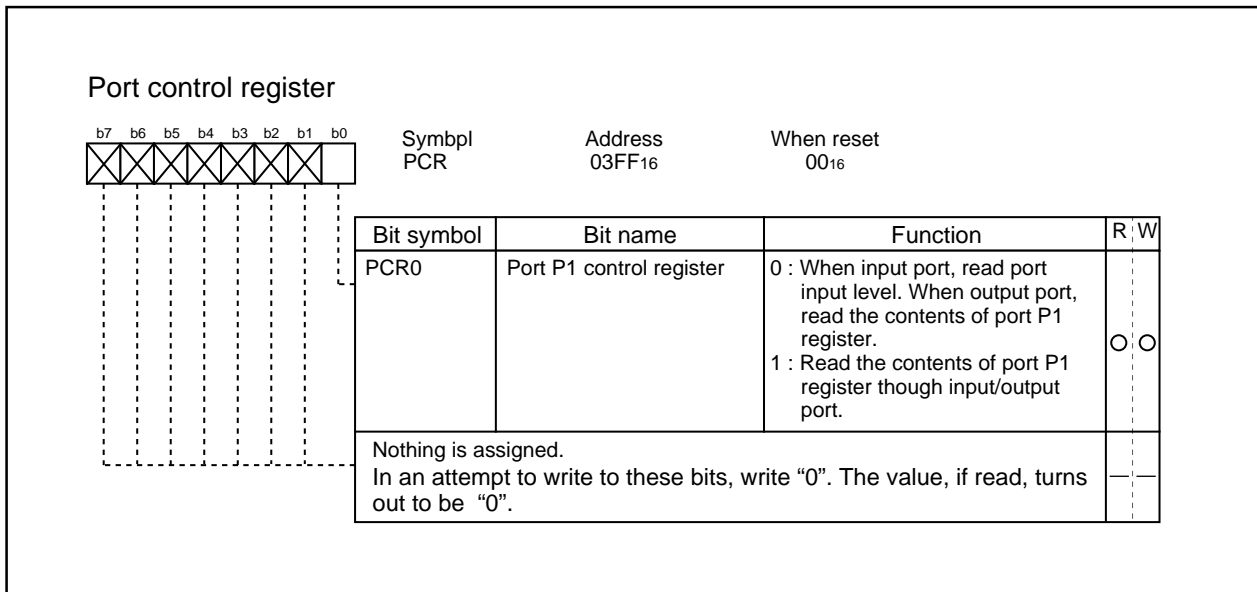 Port control register
b7 b6 b5 b4 b3 b2 b1 b0
Symbpl Address When reset
PCR 03FF16 0016
Bit symbol Bit name Function R W
PCR0 Port P1 control register 0 : When input port, read port
input level. When output port,
read the contents of port P1
register.
1 : Read the contents of port P1
register though input/output
port.
Nothing is assigned.
In an attempt to write to these bits, write “0”. The value, if read, turns
out to be “0”.